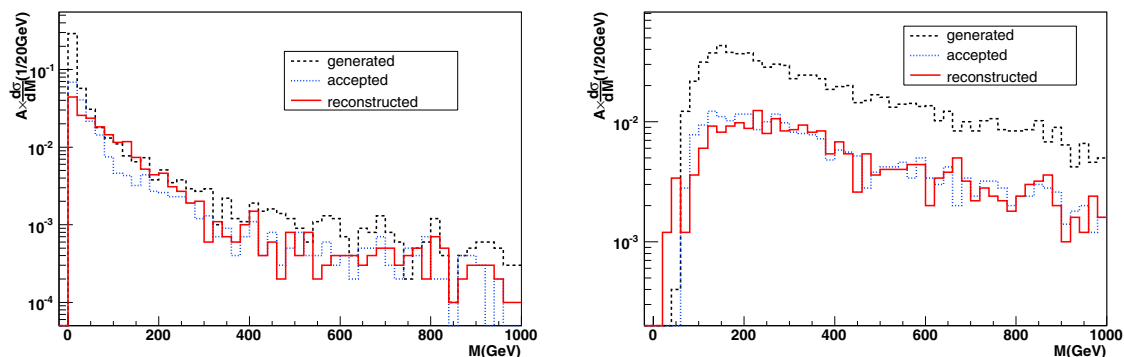 A×dσ/dM(1/20GeV)
generated
accepted
reconstructed
10⁻¹
10⁻²
10⁻³
10⁻⁴
0 200 400 600 800 1000
M(GeV)
A×dσ/dM(1/20GeV)
generated
accepted
reconstructed
10⁻²
10⁻³
0 200 400 600 800 1000
M(GeV)